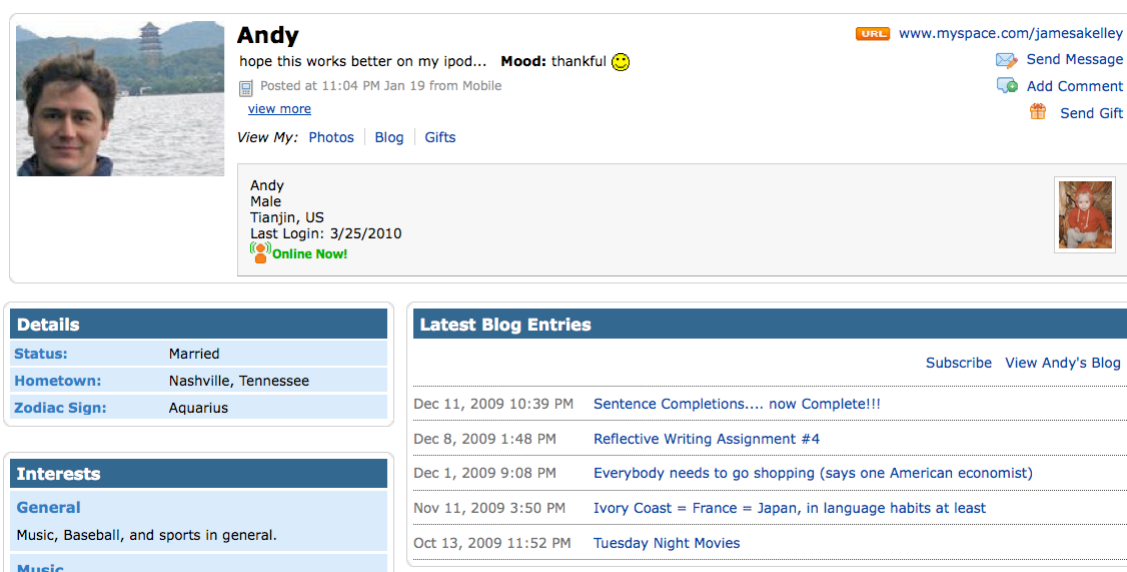 Andy
hope this works better on my ipod... Mood: thankful
Posted at 11:04 PM Jan 19 from Mobile
view more
View My: Photos Blog Gifts
URL www.myspace.com/jamesakelley
Send Message
Add Comment
Send Gift
Andy
Male
Tianjin, US
Last Login: 3/25/2010
Online Now!
Details
Status: Married
Hometown: Nashville, Tennessee
Zodiac Sign: Aquarius
Interests
General
Music, Baseball, and sports in general.
Music
Latest Blog Entries
Subscribe View Andy's Blog
Dec 11, 2009 10:39 PM Sentence Completions.... now Complete!!!
Dec 8, 2009 1:48 PM Reflective Writing Assignment #4
Dec 1, 2009 9:08 PM Everybody needs to go shopping (says one American economist)
Nov 11, 2009 3:50 PM Ivory Coast = France = Japan, in language habits at least
Oct 13, 2009 11:52 PM Tuesday Night Movies